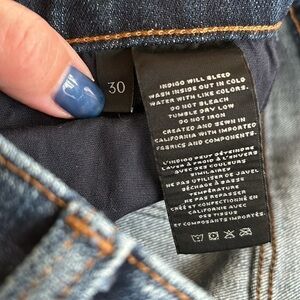 30
INDIGO WILL BLEED
WASH INSIDE OUT IN COLD
WATER WITH LIKE COLORS.
DO NOT BLEACH
TUMBLE DRY LOW
DO NOT IRON
CREATED AND SEWN IN
CALIFORNIA WITH IMPORTED
FABRICS AND COMPONENTS.
L'INDIGO PEUT DÉTEINDRE
LAVER À FROID À L'ENVERS
AVEC DES COULEURS
SIMILAIRES
NE PAS UTILISER DE JAVEL
SÉCHAGE À BASSE
TEMPÉRATURE
NE PAS REPASSER
CRÉÉ ET CONFECTIONNÉ EN
CALIFORNIE AVEC
DES TISSUS
ET COMPOSANTS IMPORTÉS.